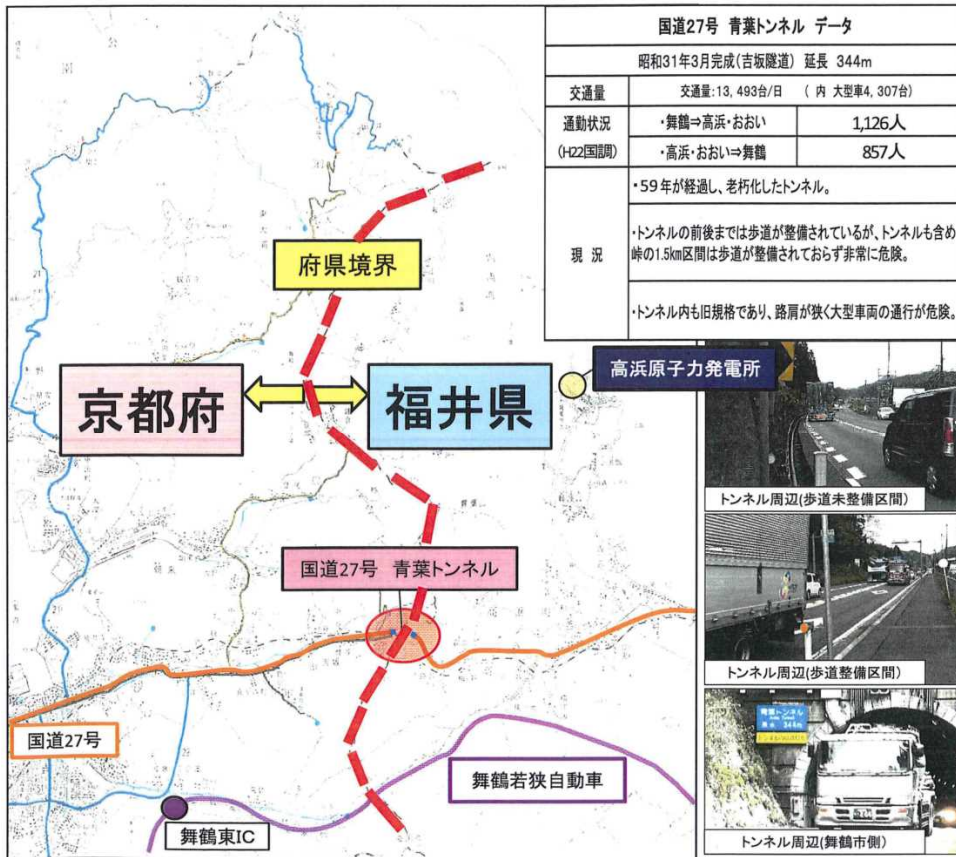 国道27号 青葉トンネル データ
昭和31年3月完成(吉坂隧道) 延長 344m
交通量
交通量:13,493台/日 ( 内 大型車4,307台)
通勤状況
(H22国調)
・舞鶴⇒高浜・おおい
1,126人
・高浜・おおい⇒舞鶴
857人
現 況
・59年が経過し、老朽化したトンネル。
・トンネルの前後までは歩道が整備されているが、トンネルも含め
峠の1.5km区間は歩道が整備されておらず非常に危険。
・トンネル内も旧規格であり、路肩が狭く大型車両の通行が危険。
府県境界
京都府
福井県
高浜原子力発電所
国道27号 青葉トンネル
国道27号
舞鶴若狭自動車
舞鶴東IC
トンネル周辺(歩道未整備区間)
トンネル周辺(歩道整備区間)
青葉トンネル
344m
トンネル周辺(舞鶴市側)